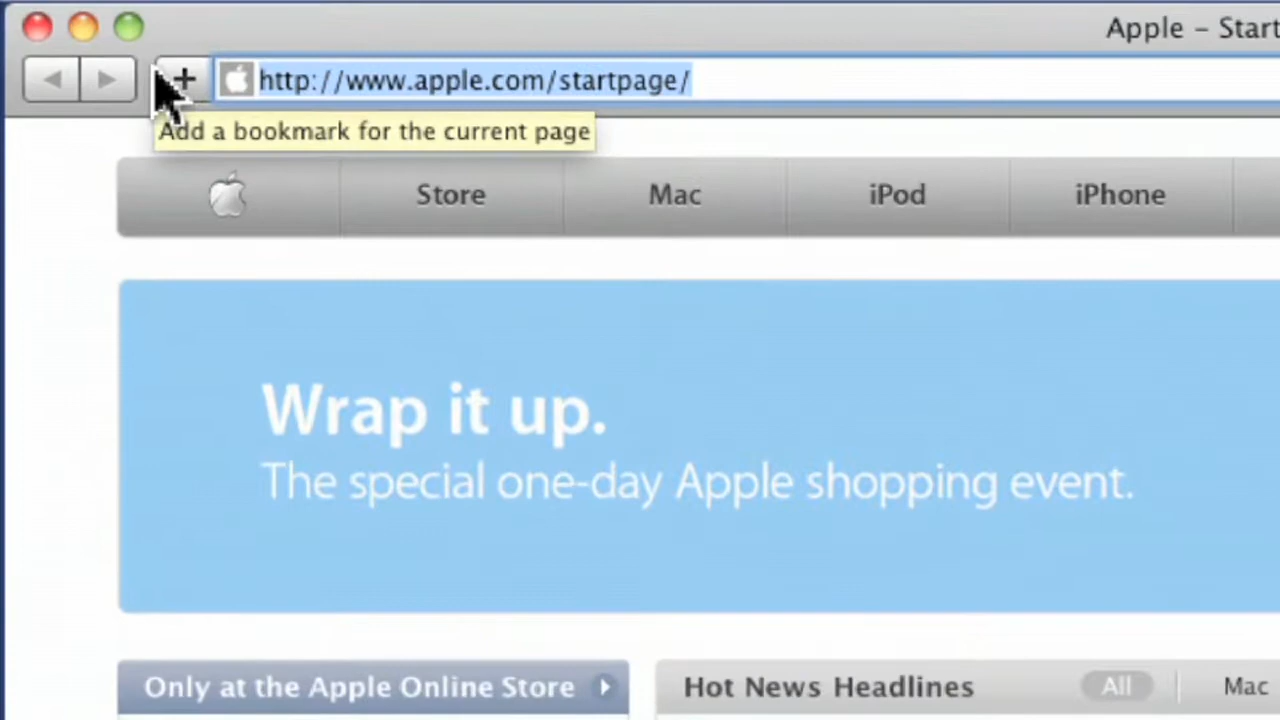 Apple – Start
+ http://www.apple.com/startpage/
Add a bookmark for the current page
Store Mac iPod iPhone
Wrap it up.
The special one-day Apple shopping event.
Only at the Apple Online Store
Hot News Headlines All Mac